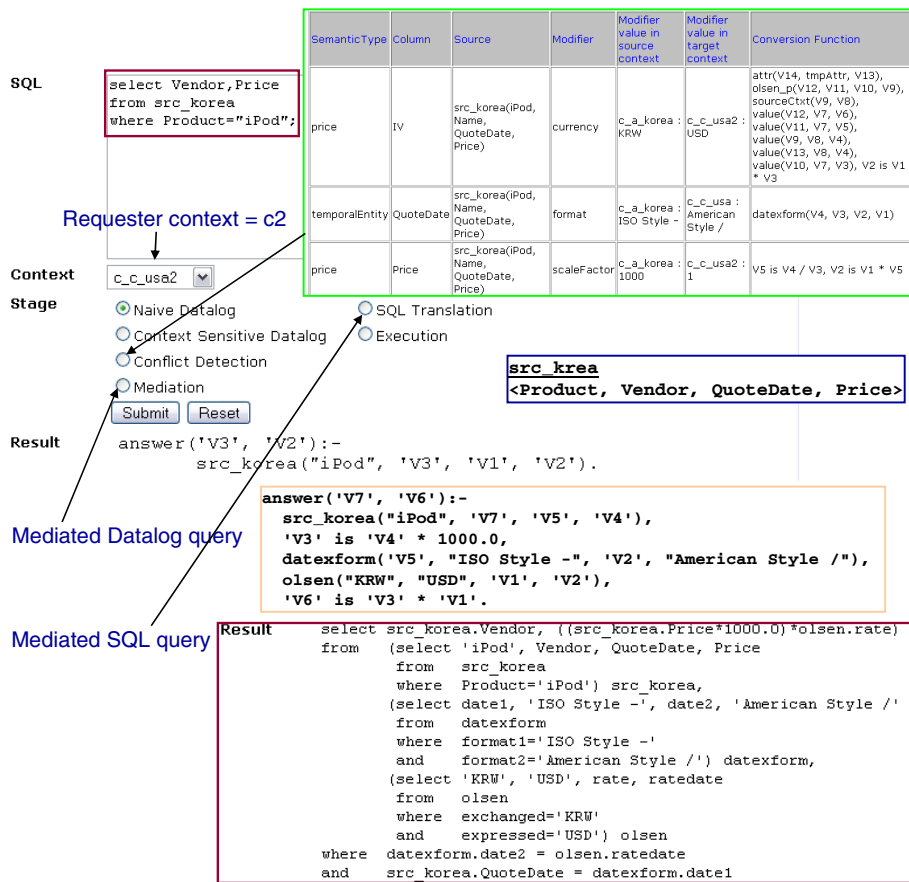 SemanticType Column Source Modifier Modifier value in source context Modifier value in target context Conversion Function
price IV src_korea(iPod, Name, QuoteDate, Price) currency c_a_korea : KRW c_c_usa2 : USD attr(V14, tmpAttr, V13), olsen_p(V12, V11, V10, V9), sourceCtxt(V9, V8), value(V12, V7, V6), value(V11, V7, V5), value(V9, V8, V4), value(V13, V8, V4), value(V10, V7, V3), V2 is V1 * V3
temporalEntity QuoteDate src_korea(iPod, Name, QuoteDate, Price) format c_a_korea : ISO Style - c_c_usa : American Style / datexform(V4, V3, V2, V1)
price Price src_korea(iPod, Name, QuoteDate, Price) scaleFactor c_a_korea : 1000 c_c_usa2 : 1 V5 is V4 / V3, V2 is V1 * V5
SQL
select Vendor,Price
from src_korea
where Product="iPod";
Requester context = c2
Context c_c_usa2
Stage
Naive Datalog
SQL Translation
Context Sensitive Datalog
Execution
Conflict Detection
Mediation
Submit Reset
src_krea
<Product, Vendor, QuoteDate, Price>
Result answer('V3', 'V2'):-
src_korea("iPod", 'V3', 'V1', 'V2').
Mediated Datalog query
answer('V7', 'V6'):-
src_korea("iPod", 'V7', 'V5', 'V4'),
'V3' is 'V4' * 1000.0,
datexform('V5', "ISO Style -", 'V2', "American Style /"),
olsen("KRW", "USD", 'V1', 'V2'),
'V6' is 'V3' * 'V1'.
Mediated SQL query
Result select src_korea.Vendor, ((src_korea.Price*1000.0)*olsen.rate)
from (select 'iPod', Vendor, QuoteDate, Price
from src_korea
where Product='iPod') src_korea,
(select date1, 'ISO Style -', date2, 'American Style /'
from datexform
where format1='ISO Style -'
and format2='American Style /') datexform,
(select 'KRW', 'USD', rate, ratedate
from olsen
where exchanged='KRW'
and expressed='USD') olsen
where datexform.date2 = olsen.ratedate
and src_korea.QuoteDate = datexform.date1